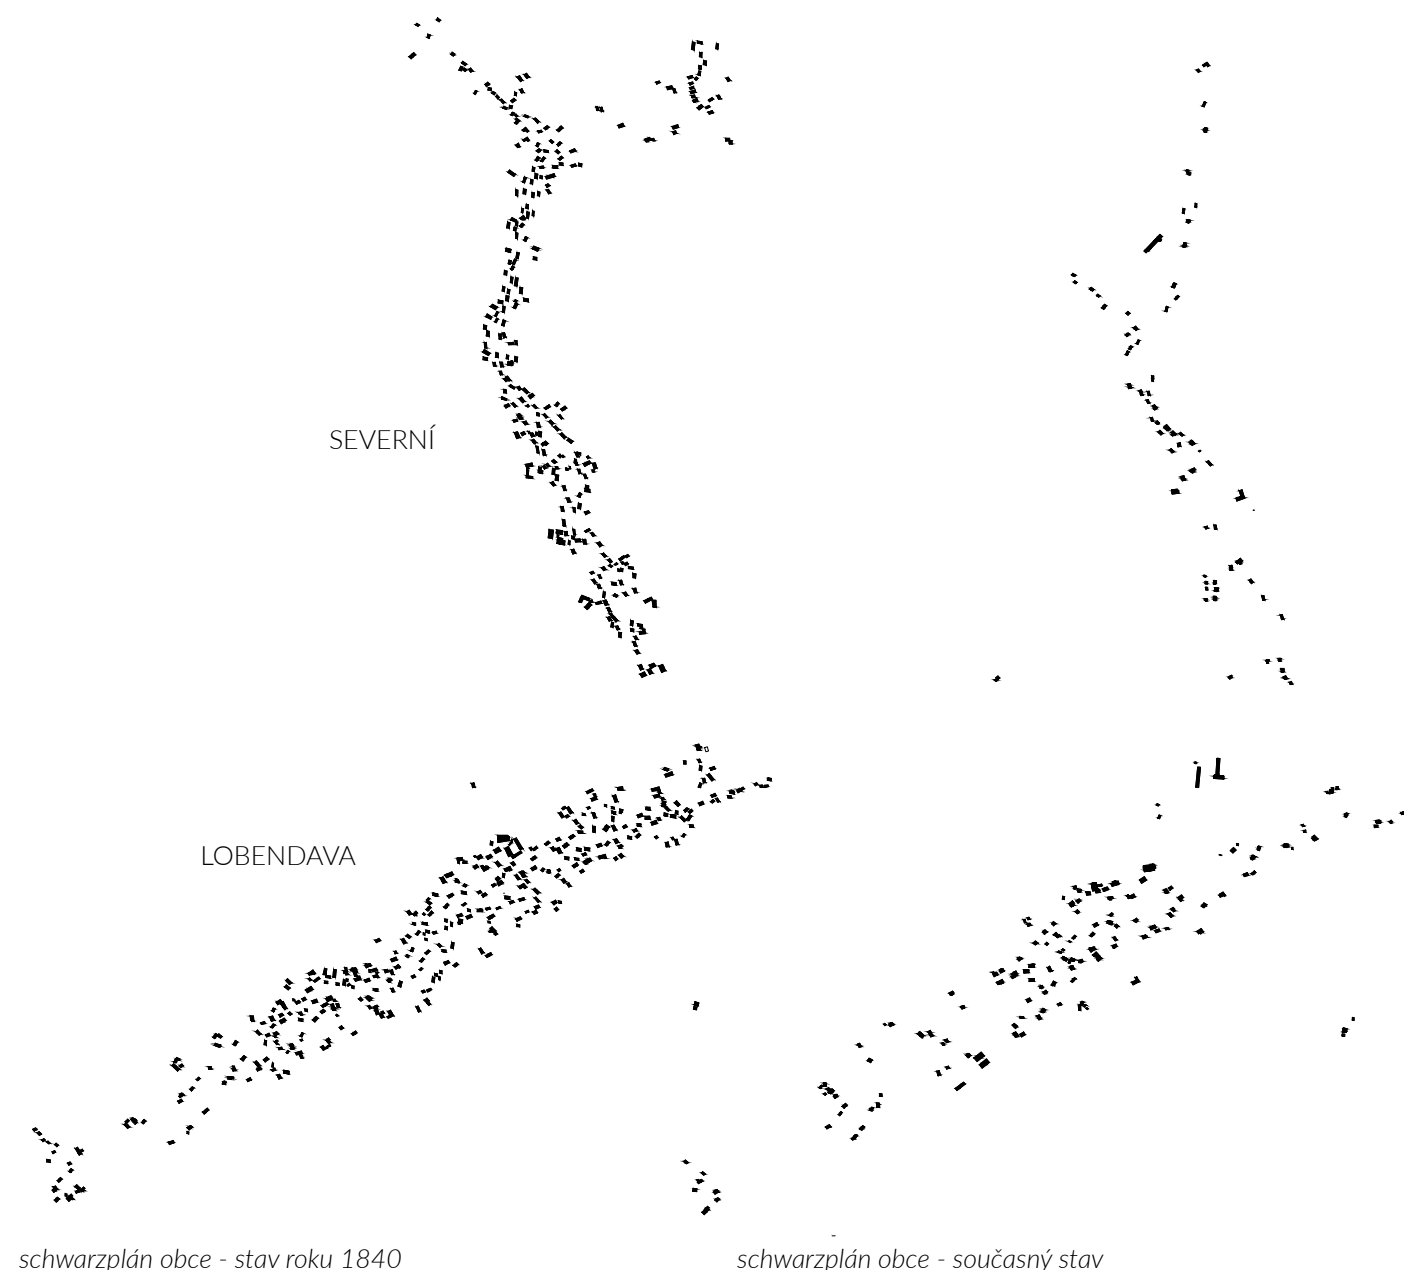 SEVERNÍ
LOBENDAVA
schwarzplán obce - stav roku 1840
schwarzplán obce - současný stav